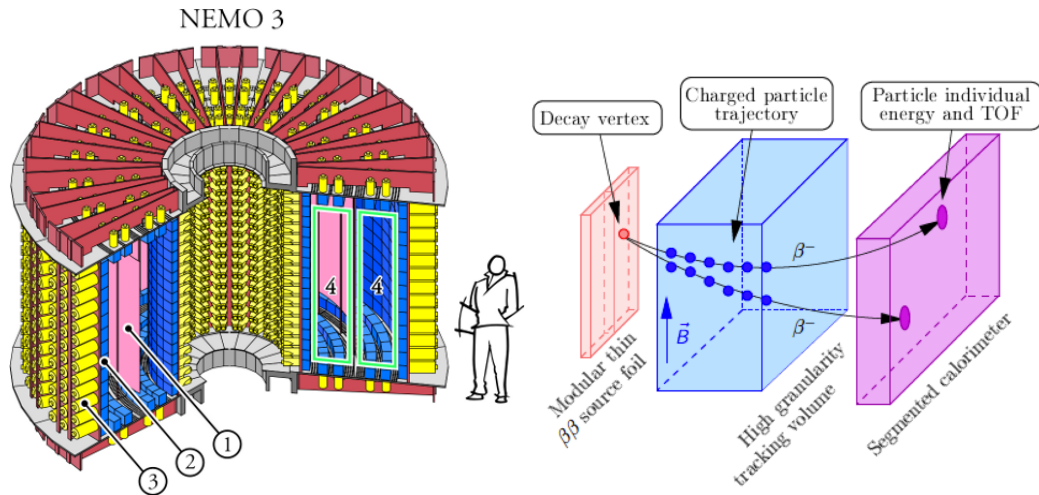 NEMO 3
4
4
1
2
3
Decay vertex
Charged particle
trajectory
Particle individual
energy and TOF
β⁻
β⁻
B⃗
Modular thin
ββ source foil
High granularity
tracking volume
Segmented calorimeter